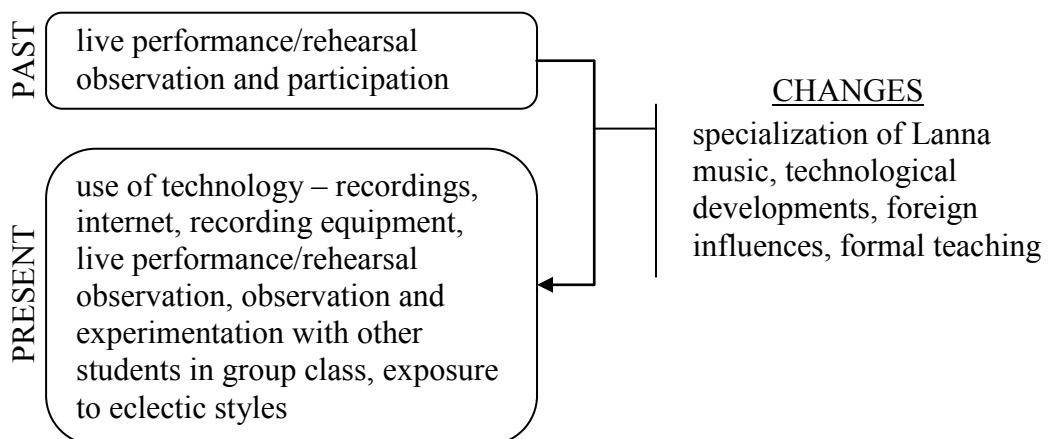 PAST
live performance/rehearsal
observation and participation
CHANGES
specialization of Lanna
music, technological
developments, foreign
influences, formal teaching
PRESENT
use of technology – recordings,
internet, recording equipment,
live performance/rehearsal
observation, observation and
experimentation with other
students in group class, exposure
to eclectic styles